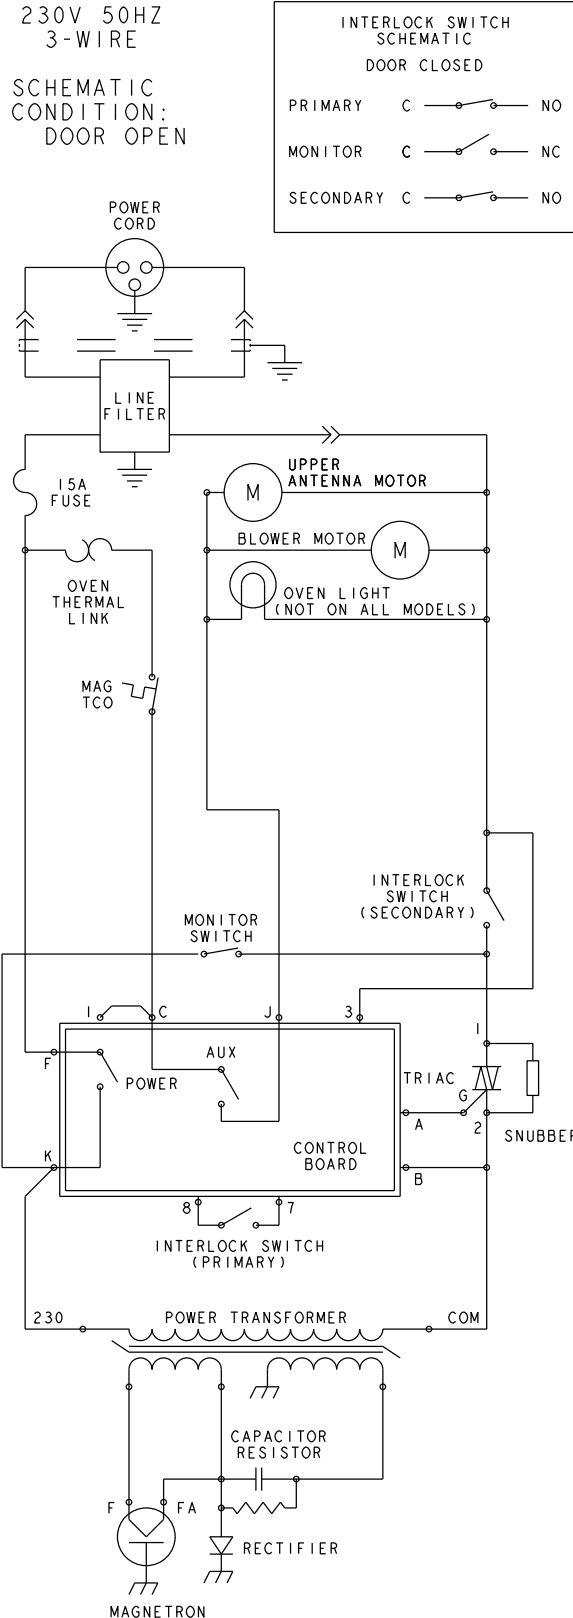 230V 50HZ
3-WIRE
SCHEMATIC
CONDITION:
DOOR OPEN
INTERLOCK SWITCH
SCHEMATIC
DOOR CLOSED
PRIMARY C NO
MONITOR C NC
SECONDARY C NO
POWER
CORD
LINE
FILTER
15A
FUSE
UPPER
ANTENNA MOTOR
M
BLOWER MOTOR
M
OVEN LIGHT
(NOT ON ALL MODELS)
OVEN
THERMAL
LINK
MAG
TCO
INTERLOCK
SWITCH
(SECONDARY)
MONITOR
SWITCH
1 C J 3
1
F
AUX
POWER
TRIAC
G
A
2
SNUBBER
CONTROL
BOARD
K
B
8 7
INTERLOCK SWITCH
(PRIMARY)
230 POWER TRANSFORMER COM
CAPACITOR
RESISTOR
F FA
RECTIFIER
MAGNETRON